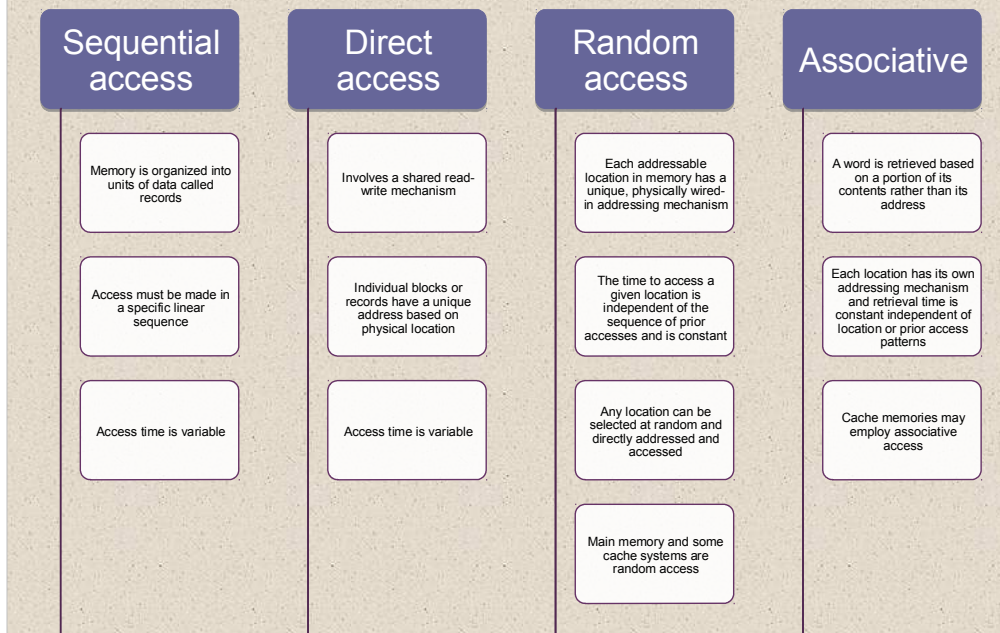 Sequential
access
Memory is organized into
units of data called
records
Access must be made in
a specific linear
sequence
Access time is variable
Direct
access
Involves a shared read-
write mechanism
Individual blocks or
records have a unique
address based on
physical location
Access time is variable
Random
access
Each addressable
location in memory has a
unique, physically wired-
in addressing mechanism
The time to access a
given location is
independent of the
sequence of prior
accesses and is constant
Any location can be
selected at random and
directly addressed and
accessed
Main memory and some
cache systems are
random access
Associative
A word is retrieved based
on a portion of its
contents rather than its
address
Each location has its own
addressing mechanism
and retrieval time is
constant independent of
location or prior access
patterns
Cache memories may
employ associative
access